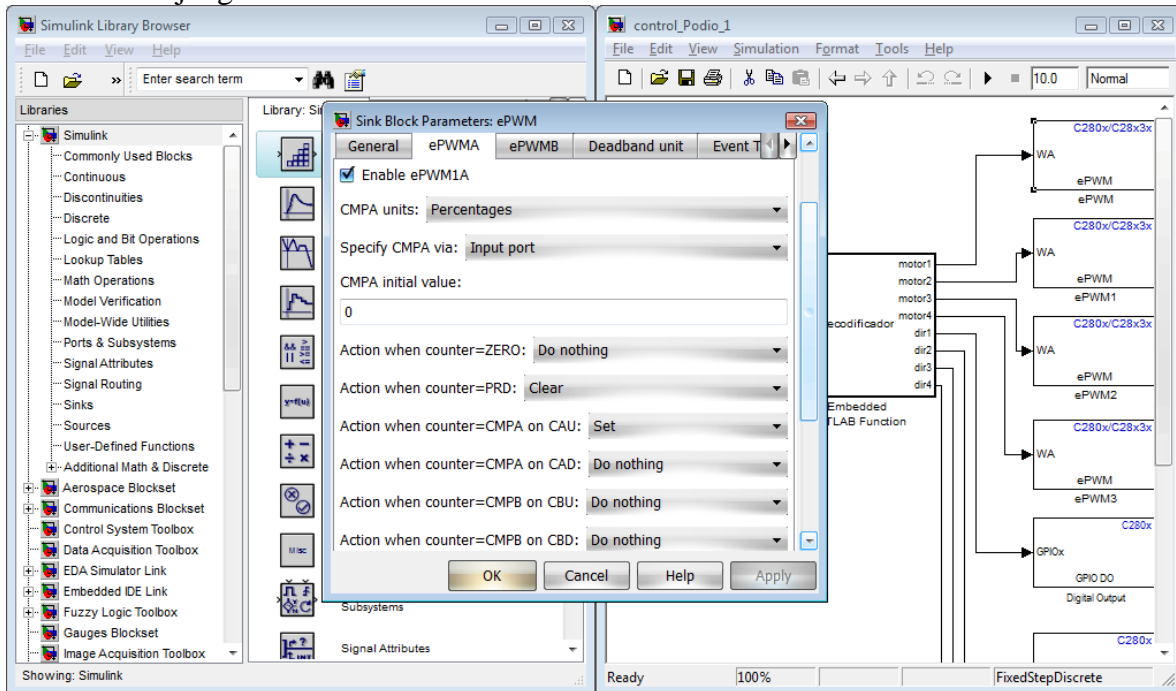 Simulink Library Browser
File Edit View Help
» Enter search term
Libraries
Library: Si
Simulink
Commonly Used Blocks
Continuous
Discontinuities
Discrete
Logic and Bit Operations
Lookup Tables
Math Operations
Model Verification
Model-Wide Utilities
Ports & Subsystems
Signal Attributes
Signal Routing
Sinks
Sources
User-Defined Functions
Additional Math & Discrete
Aerospace Blockset
Communications Blockset
Control System Toolbox
Data Acquisition Toolbox
EDA Simulator Link
Embedded IDE Link
Fuzzy Logic Toolbox
Gauges Blockset
Image Acquisition Toolbox
y=f(u)
Misc
Subsystems
Signal Attributes
Showing: Simulink
Sink Block Parameters: ePWM
General ePWMA ePWMB Deadband unit Event T
Enable ePWM1A
CMPA units: Percentages
Specify CMPA via: Input port
CMPA initial value:
0
Action when counter=ZERO: Do nothing
Action when counter=PRD: Clear
Action when counter=CMPA on CAU: Set
Action when counter=CMPA on CAD: Do nothing
Action when counter=CMPB on CBU: Do nothing
Action when counter=CMPB on CBD: Do nothing
OK Cancel Help Apply
control_Podio_1
File Edit View Simulation Format Tools Help
10.0 Normal
motor1
motor2
motor3
motor4
dir1
dir2
dir3
dir4
ecodificador
Embedded
TLAB Function
C280x/C28x3x
WA
ePWM
ePWM
C280x/C28x3x
WA
ePWM
ePWM1
C280x/C28x3x
WA
ePWM
ePWM2
C280x/C28x3x
WA
ePWM
ePWM3
C280x
GPIOx
GPIO DO
Digital Output
C280x
Ready 100% FixedStepDiscrete